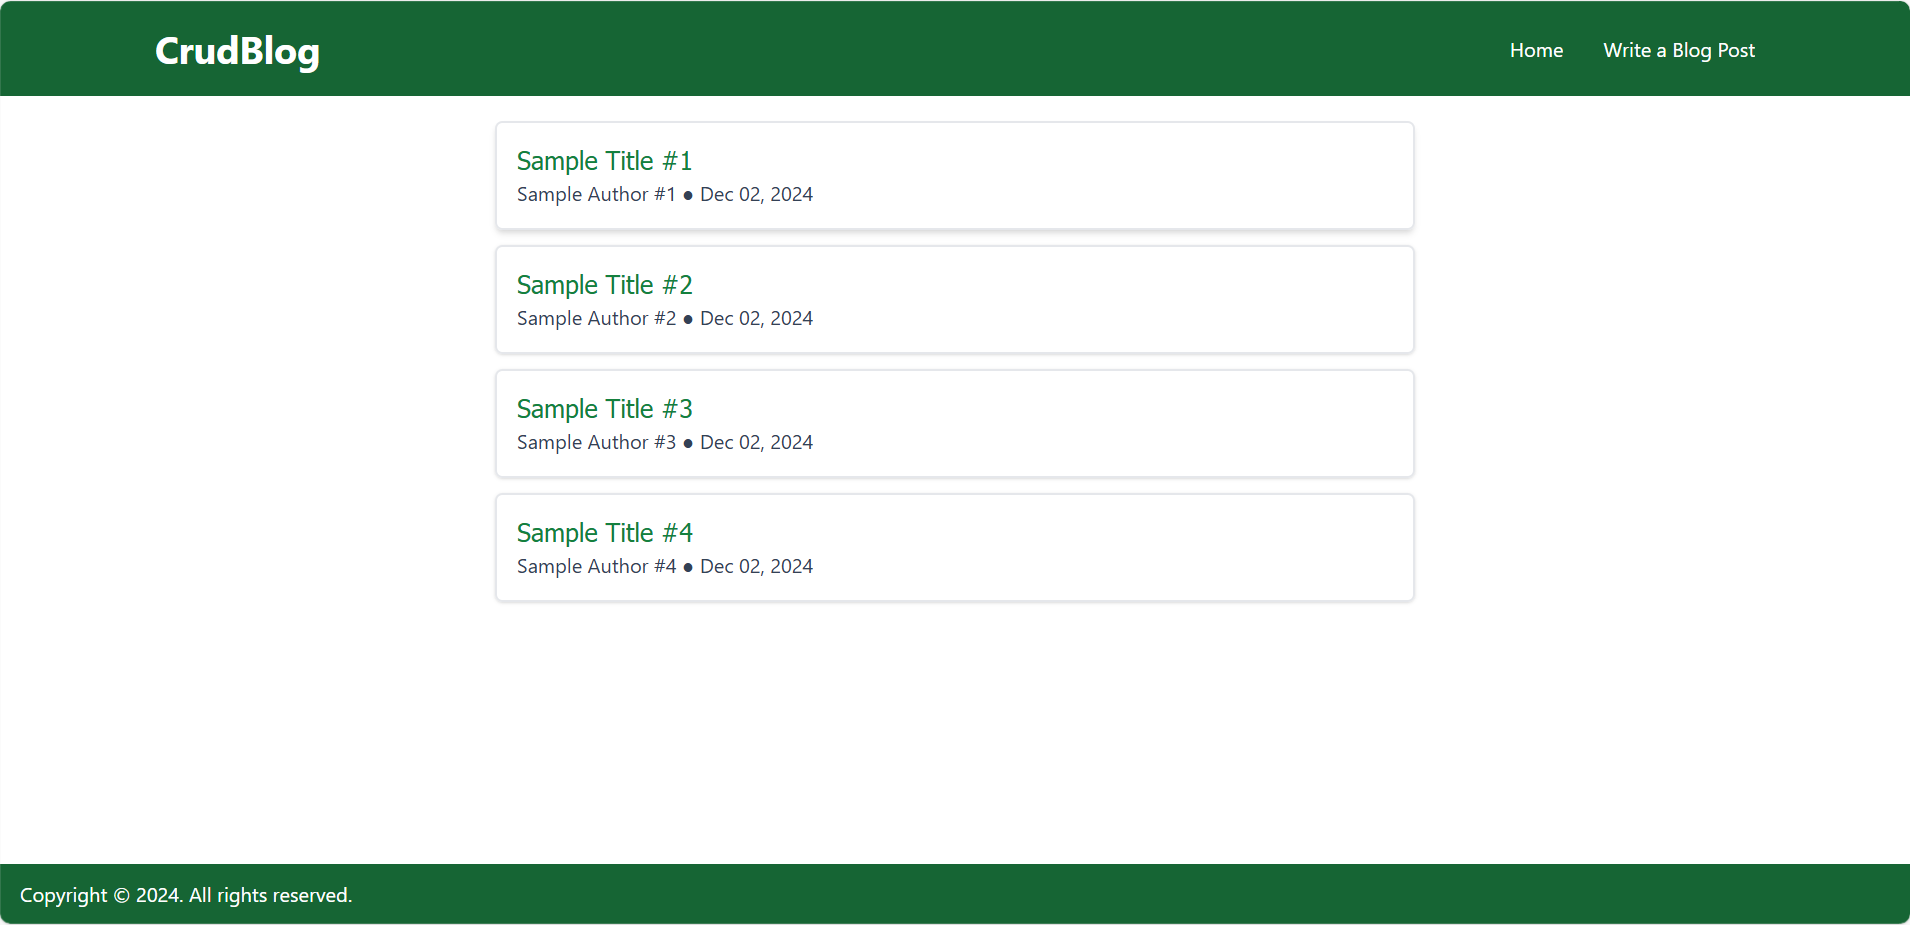 CrudBlog
Home Write a Blog Post
Sample Title #1
Sample Author #1 ● Dec 02, 2024
Sample Title #2
Sample Author #2 ● Dec 02, 2024
Sample Title #3
Sample Author #3 ● Dec 02, 2024
Sample Title #4
Sample Author #4 ● Dec 02, 2024
Copyright © 2024. All rights reserved.